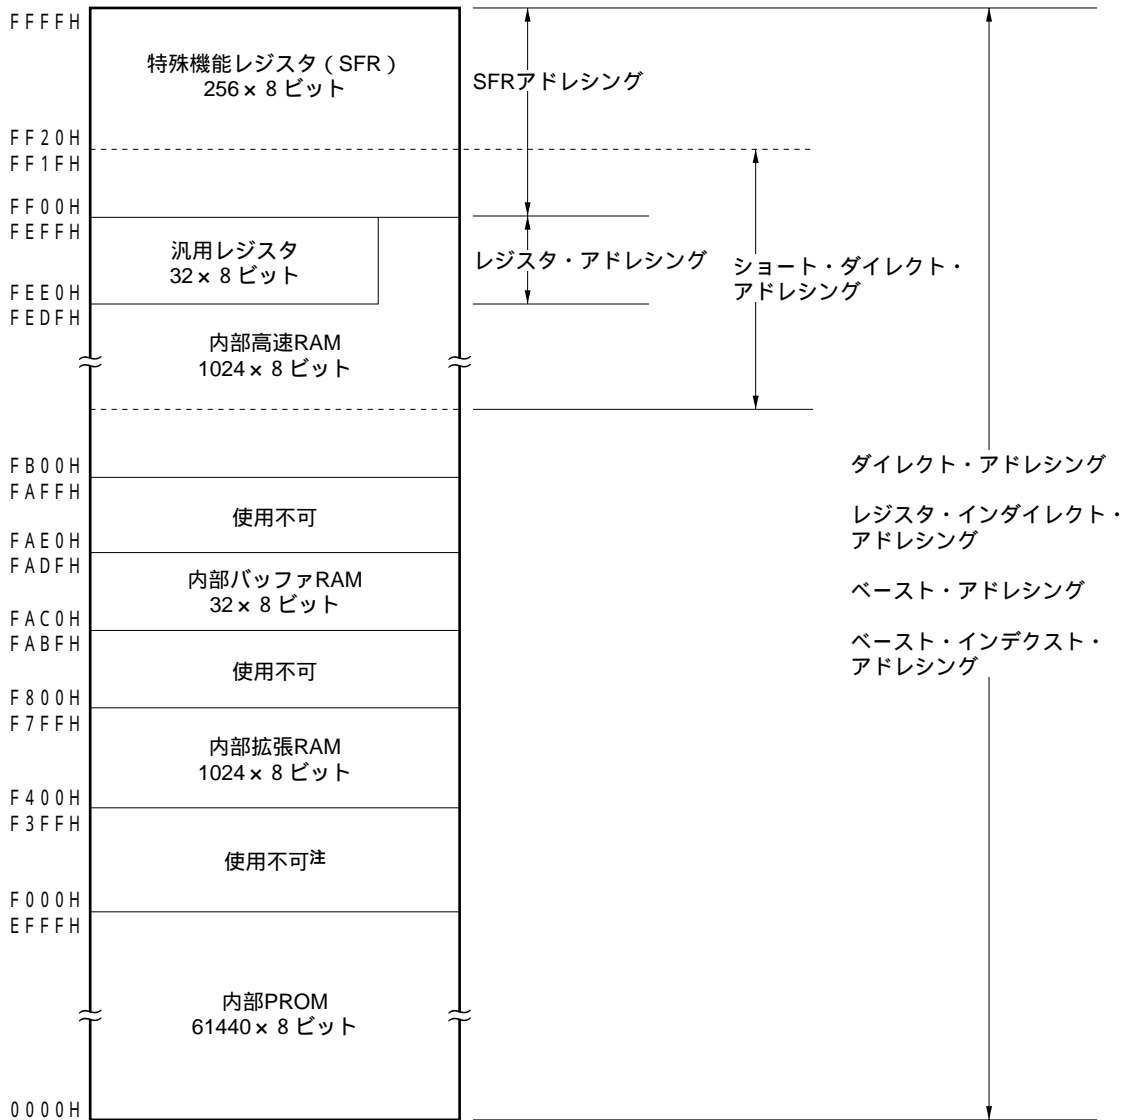 FFFFH
特殊機能レジスタ（SFR）
256×8ビット
SFRアドレシング
FF20H
FF1FH
FF00H
FEFFH
汎用レジスタ
32×8ビット
レジスタ・アドレシング
ショート・ダイレクト・
アドレシング
FEE0H
FEDFH
内部高速RAM
1024×8ビット
FB00H
FAFFH
ダイレクト・アドレシング
使用不可
レジスタ・インダイレクト・
アドレシング
FAE0H
FADFH
内部バッファRAM
32×8ビット
ベースト・アドレシング
FAC0H
FABFH
ベースト・インデクスト・
アドレシング
使用不可
F800H
F7FFH
内部拡張RAM
1024×8ビット
F400H
F3FFH
使用不可注
F000H
EFFFH
内部PROM
61440×8ビット
0000H